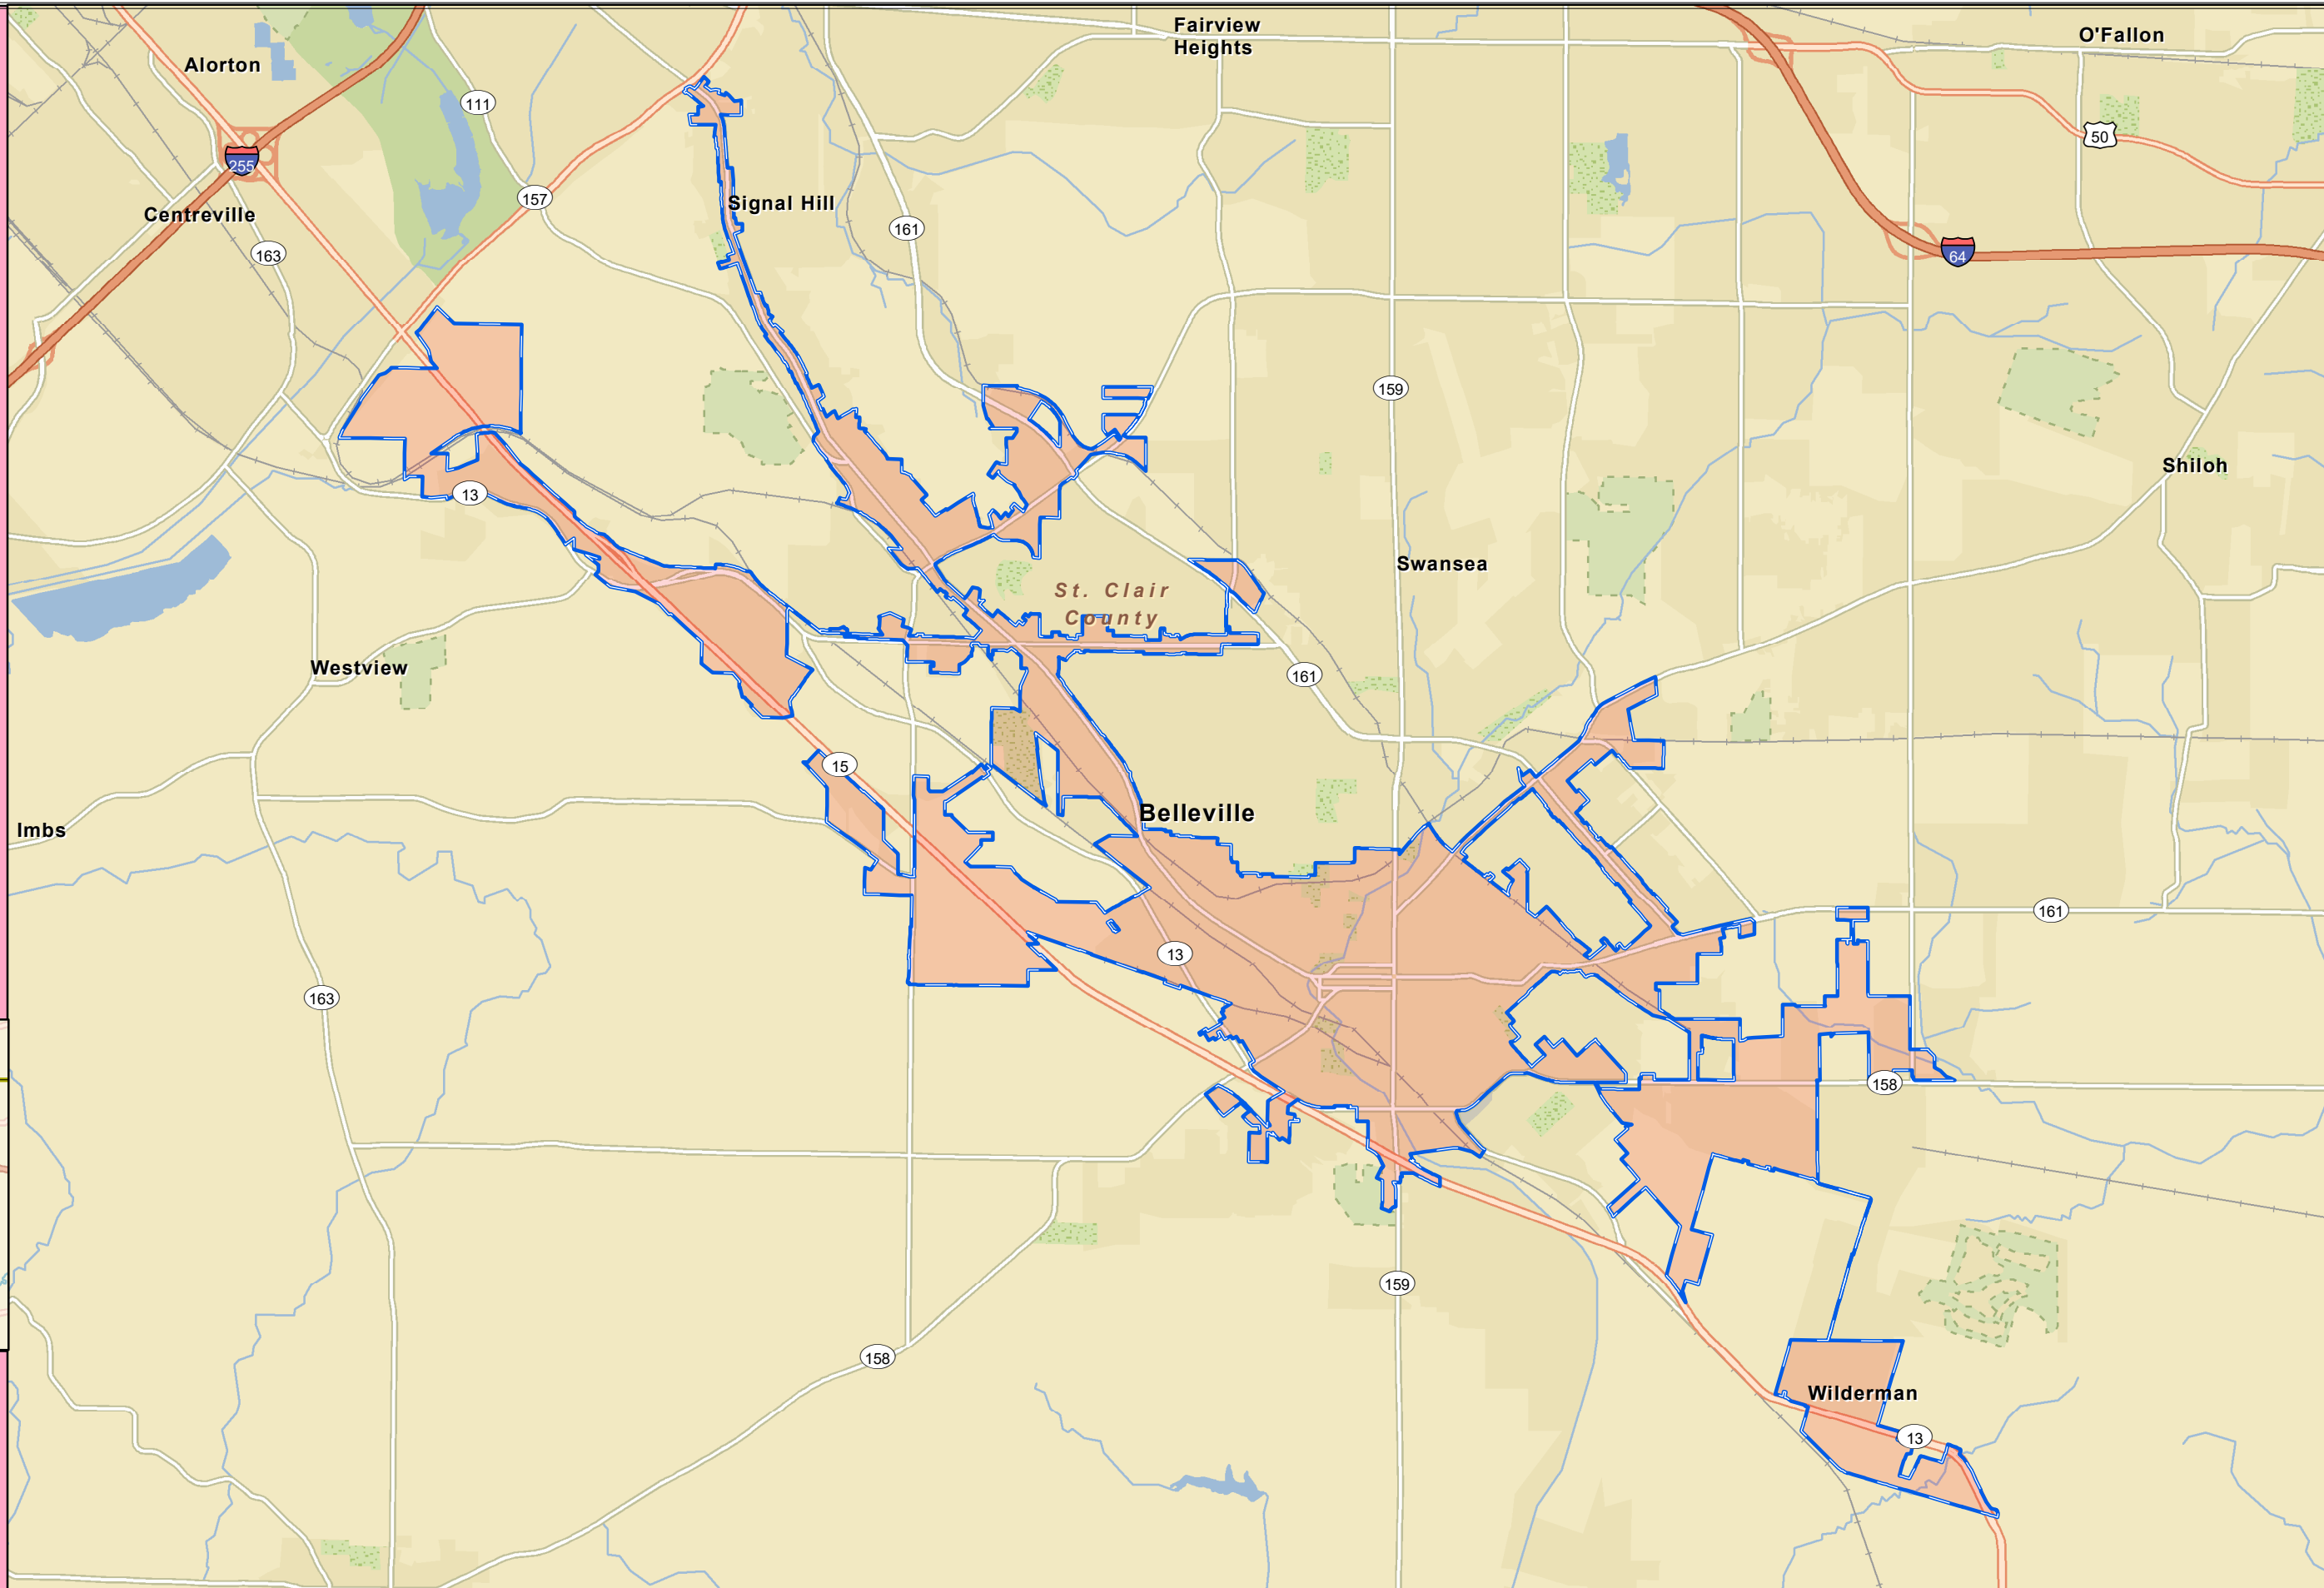 Fairview
Heights
O'Fallon
Alorton
111
50
255
157
Signal Hill
Centreville
161
163
64
159
Shiloh
13
Swansea
St. Clair
County
Westview
161
15
Belleville
Imbs
161
13
163
158
159
158
Wilderman
13